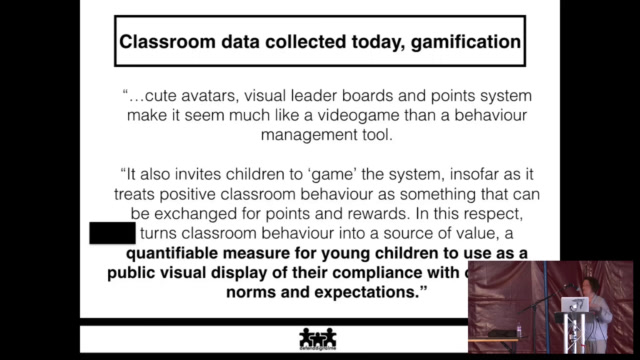 Classroom data collected today, gamification
“…cute avatars, visual leader boards and points system
make it seem much like a videogame than a behaviour
management tool.
“It also invites children to ‘game’ the system, insofar as it
treats positive classroom behaviour as something that can
be exchanged for points and rewards. In this respect,
turns classroom behaviour into a source of value, a
quantifiable measure for young children to use as a
public visual display of their compliance with
norms and expectations.”
defenddigitalme